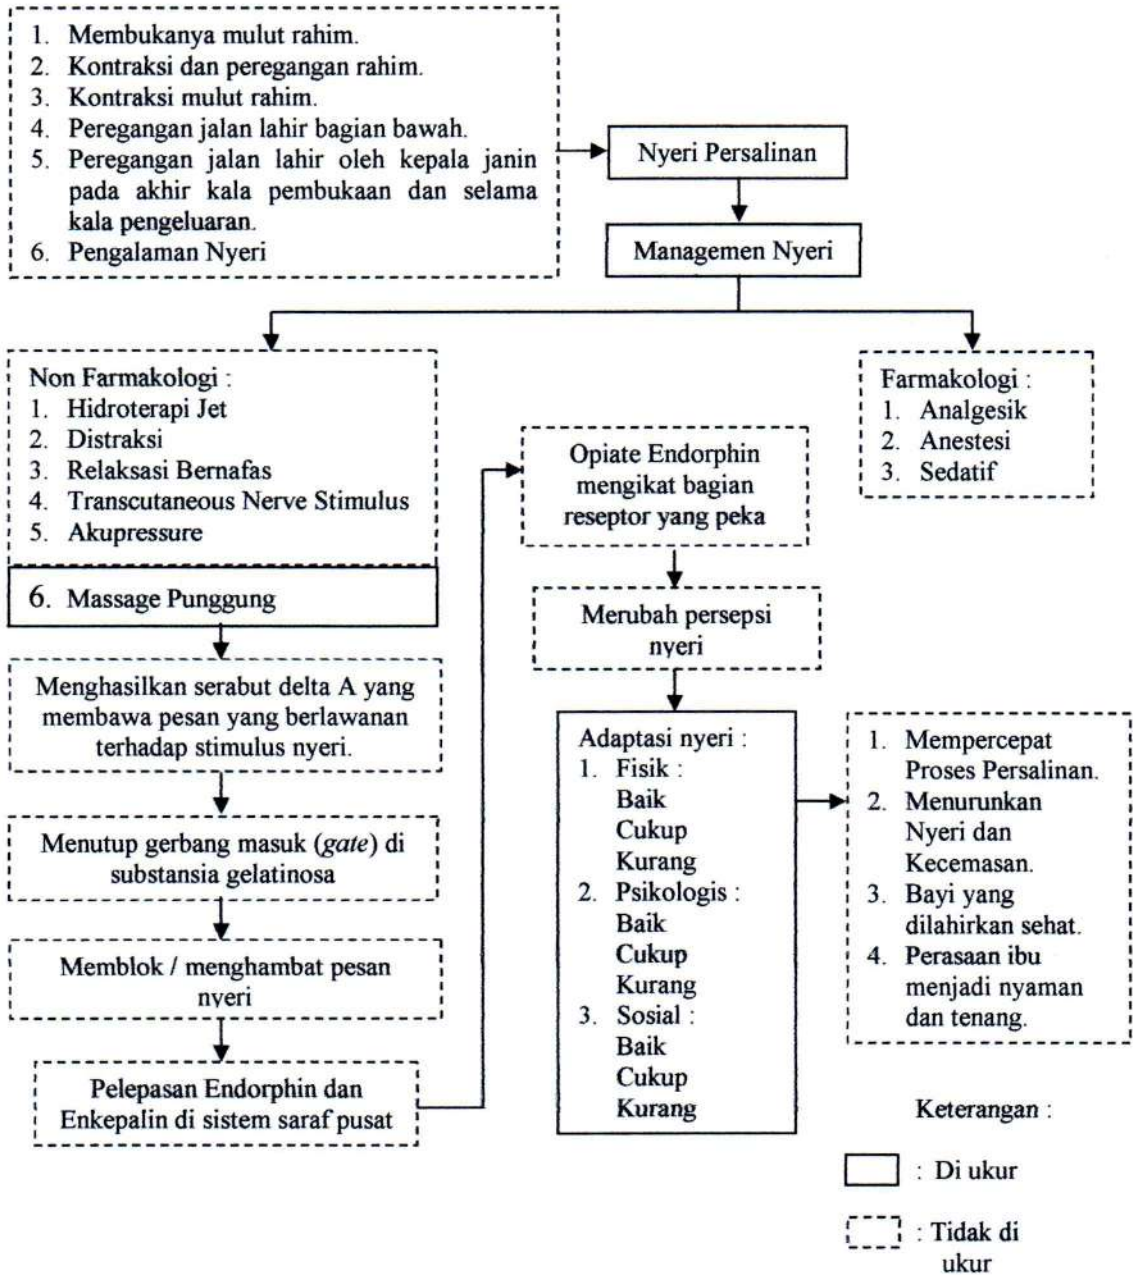 1. Membukanya mulut rahim.
2. Kontraksi dan peregangan rahim.
3. Kontraksi mulut rahim.
4. Peregangan jalan lahir bagian bawah.
5. Peregangan jalan lahir oleh kepala janin
pada akhir kala pembukaan dan selama
kala pengeluaran.
6. Pengalaman Nyeri
Nyeri Persalinan
Managemen Nyeri
Non Farmakologi :
1. Hidroterapi Jet
2. Distraksi
3. Relaksasi Bernafas
4. Transcutaneous Nerve Stimulus
5. Akupressure
6. Massage Punggung
Farmakologi :
1. Analgesik
2. Anestesi
3. Sedatif
Menghasilkan serabut delta A yang
membawa pesan yang berlawanan
terhadap stimulus nyeri.
Menutup gerbang masuk (gate) di
substansia gelatinosa
Memblok / menghambat pesan
nyeri
Pelepasan Endorphin dan
Enkepalin di sistem saraf pusat
Opiate Endorphin
mengikat bagian
reseptor yang peka
Merubah persepsi
nyeri
Adaptasi nyeri :
1. Fisik :
Baik
Cukup
Kurang
2. Psikologis :
Baik
Cukup
Kurang
3. Sosial :
Baik
Cukup
Kurang
1. Mempercepat
Proses Persalinan.
2. Menurunkan
Nyeri dan
Kecemasan.
3. Bayi yang
dilahirkan sehat.
4. Perasaan ibu
menjadi nyaman
dan tenang.
Keterangan :
: Di ukur
: Tidak di
ukur